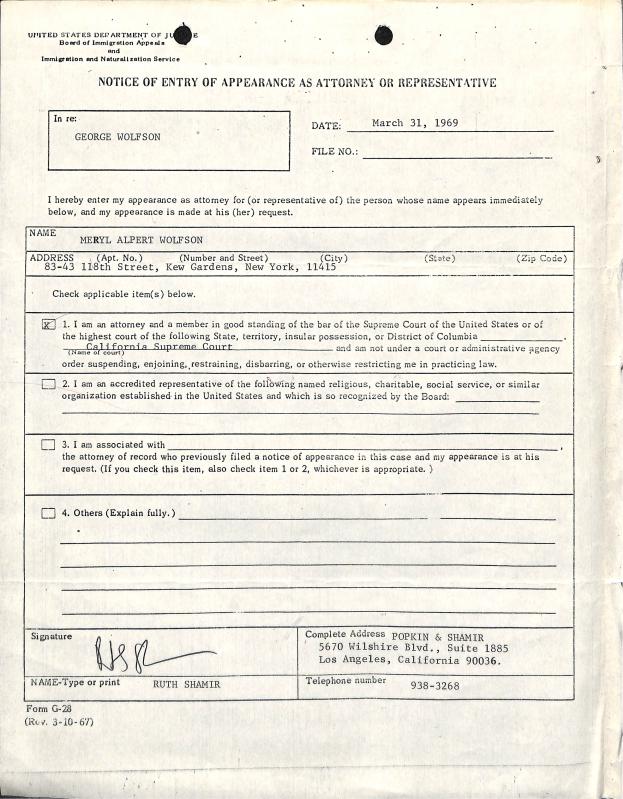 UNITED STATES DEPARTMENT OF JUSTICE
Board of Immigration Appeals
and
Immigration and Naturalization Service
NOTICE OF ENTRY OF APPEARANCE AS ATTORNEY OR REPRESENTATIVE
In re:
GEORGE WOLFSON
DATE: March 31, 1969
FILE NO.:
I hereby enter my appearance as attorney for (or representative of) the person whose name appears immediately
below, and my appearance is made at his (her) request.
NAME
MERYL ALPERT WOLFSON
ADDRESS (Apt. No.) (Number and Street) (City) (State) (Zip Code)
83-43 118th Street, Kew Gardens, New York, 11415
Check applicable item(s) below.
x 1. I am an attorney and a member in good standing of the bar of the Supreme Court of the United States or of
the highest court of the following State, territory, insular possession, or District of Columbia
California Supreme Court and am not under a court or administrative agency
(Name of court)
order suspending, enjoining, restraining, disbarring, or otherwise restricting me in practicing law.
2. I am an accredited representative of the following named religious, charitable, social service, or similar
organization established in the United States and which is so recognized by the Board:
3. I am associated with ,
the attorney of record who previously filed a notice of appearance in this case and my appearance is at his
request. (If you check this item, also check item 1 or 2, whichever is appropriate. )
4. Others (Explain fully.)
Signature
Complete Address POPKIN & SHAMIR
5670 Wilshire Blvd., Suite 1885
Los Angeles, California 90036.
NAME-Type or print RUTH SHAMIR
Telephone number 938-3268
Form G-28
(Rev. 3-10-67)